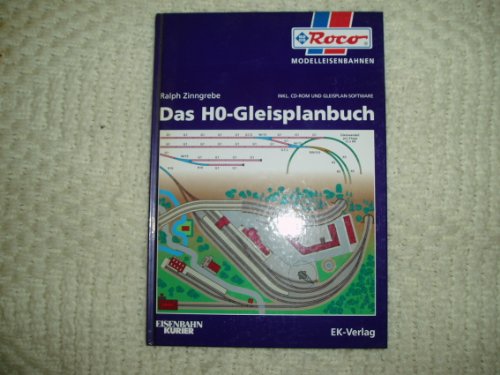 Roco
MODELLEISENBAHNEN
Ralph Zinngrebe
INKL. CD-ROM UND GLEISPLAN-SOFTWARE
Das H0-Gleisplanbuch
EISENBAHN
KURIER
EK-Verlag